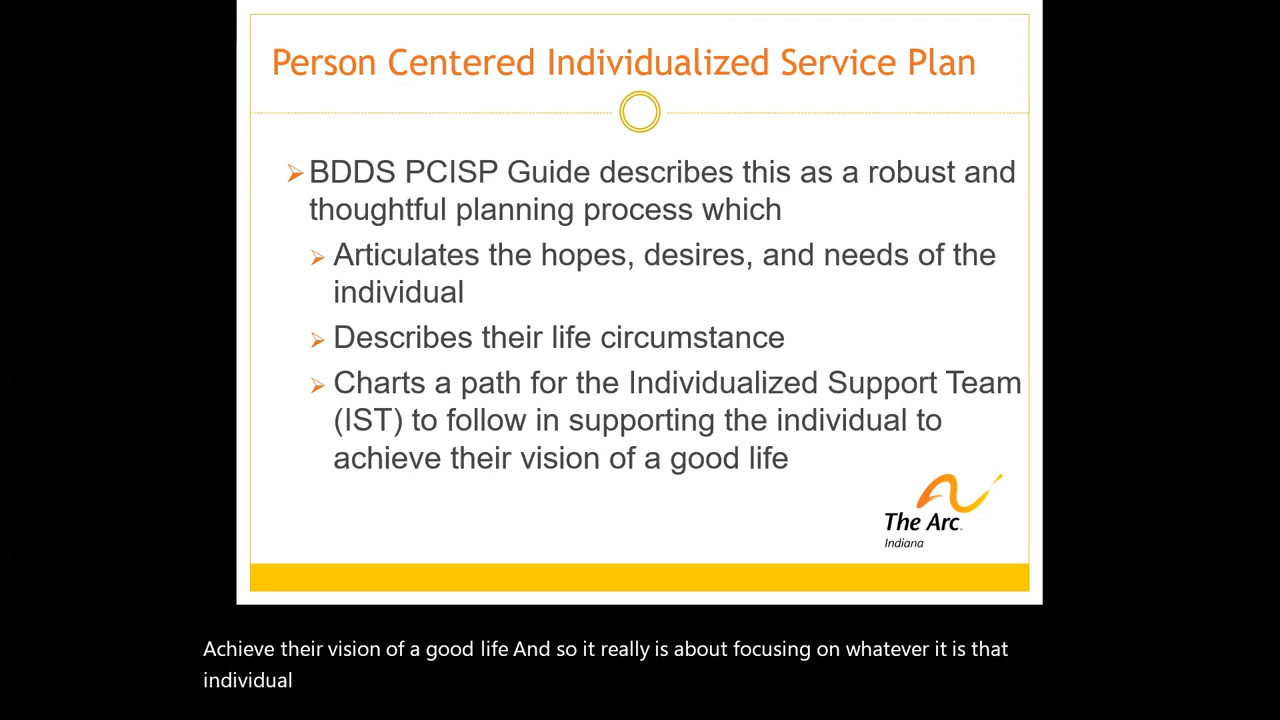 Person Centered Individualized Service Plan
BDDS PCISP Guide describes this as a robust and
thoughtful planning process which
Articulates the hopes, desires, and needs of the
individual
Describes their life circumstance
Charts a path for the Individualized Support Team
(IST) to follow in supporting the individual to
achieve their vision of a good life
The Arc
Indiana
Achieve their vision of a good life And so it really is about focusing on whatever it is that
individual